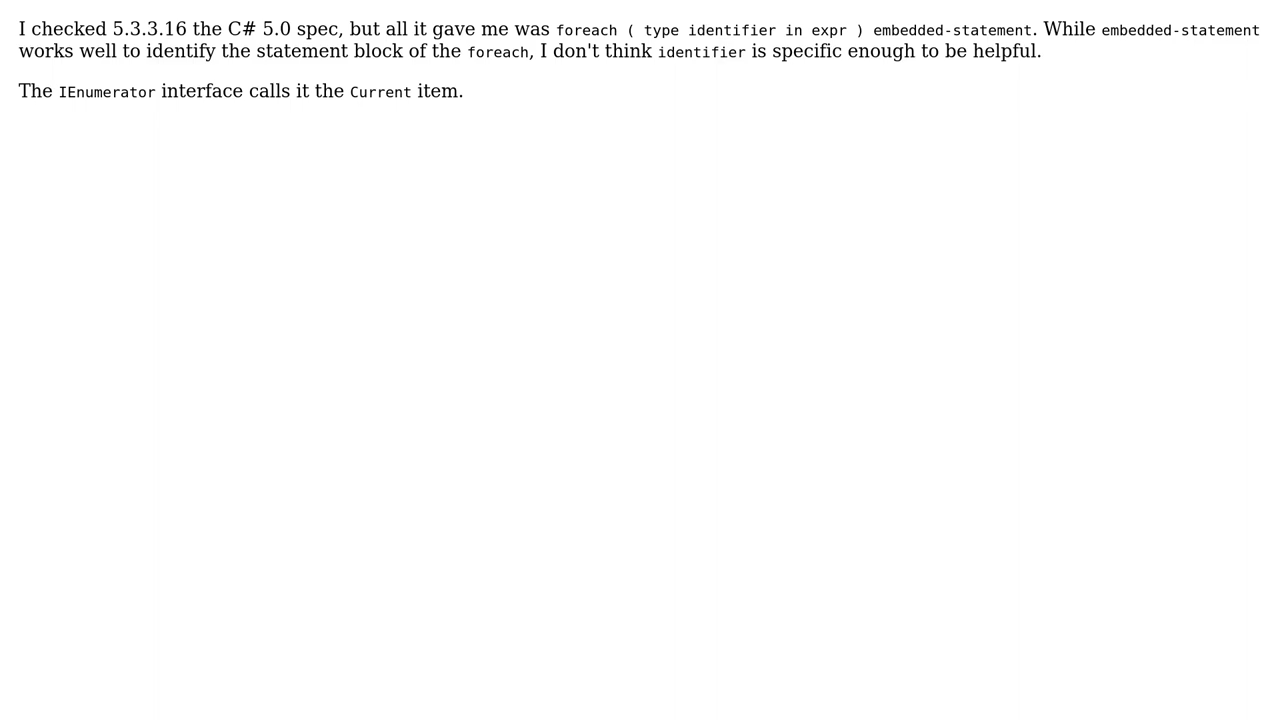 I checked 5.3.3.16 the C# 5.0 spec, but all it gave me was foreach ( type identifier in expr ) embedded-statement. While embedded-statement
works well to identify the statement block of the foreach, I don't think identifier is specific enough to be helpful.
The IEnumerator interface calls it the Current item.